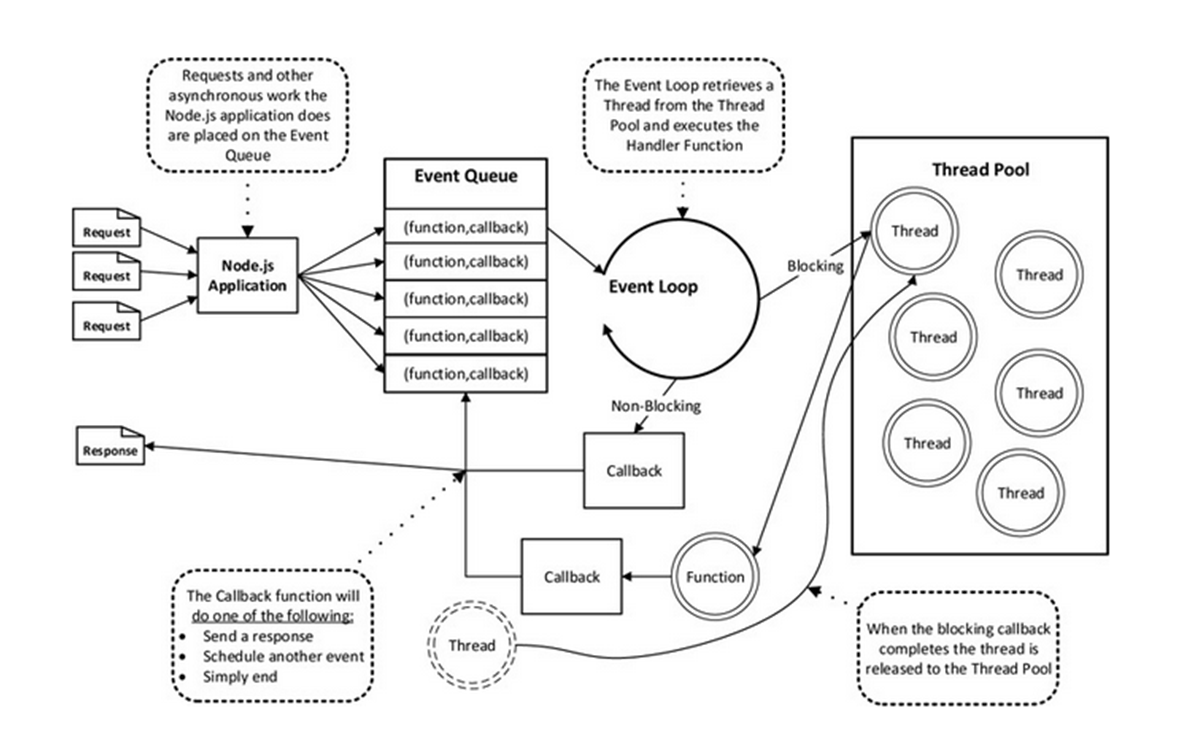 Requests and other
asynchronous work the
Node.js application does
are placed on the Event
Queue
The Event Loop retrieves a
Thread from the Thread
Pool and executes the
Handler Function
Event Queue
(function,callback)
(function,callback)
(function,callback)
(function,callback)
(function,callback)
Request
Request
Request
Node.js
Application
Event Loop
Blocking
Non-Blocking
Thread Pool
Thread
Thread
Thread
Thread
Thread
Thread
Response
Callback
Callback
Function
Thread
The Callback function will
do one of the following:
• Send a response
• Schedule another event
• Simply end
When the blocking callback
completes the thread is
released to the Thread Pool